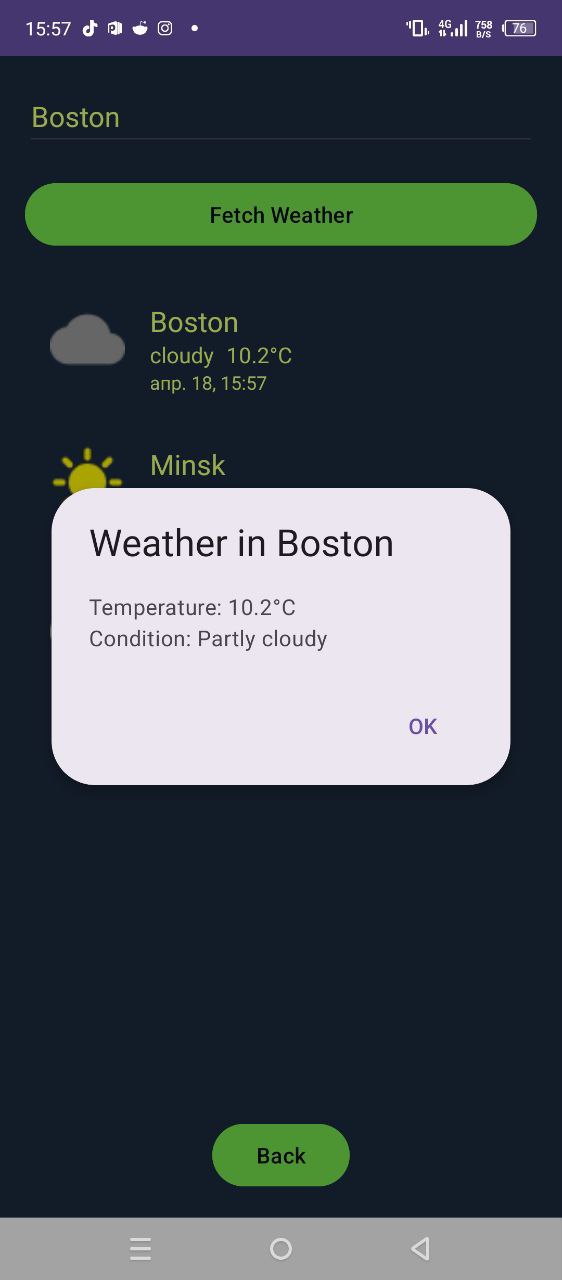 15:57 4G 758 B/S 76
Boston
Fetch Weather
Boston
cloudy 10.2°C
апр. 18, 15:57
Minsk
Weather in Boston
Temperature: 10.2°C
Condition: Partly cloudy
OK
Back